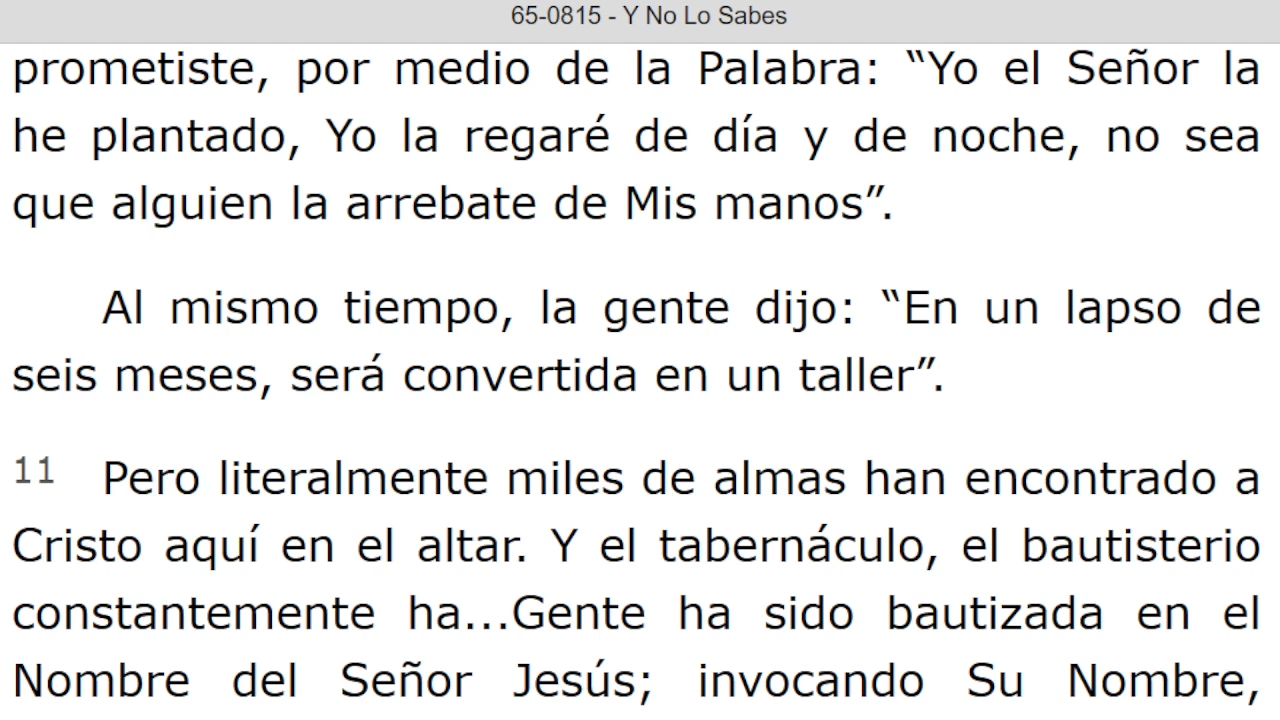 65-0815 - Y No Lo Sabes
prometiste, por medio de la Palabra: “Yo el Señor la
he plantado, Yo la regaré de día y de noche, no sea
que alguien la arrebate de Mis manos”.
Al mismo tiempo, la gente dijo: “En un lapso de
seis meses, será convertida en un taller”.
11 Pero literalmente miles de almas han encontrado a
Cristo aquí en el altar. Y el tabernáculo, el bautisterio
constantemente ha...Gente ha sido bautizada en el
Nombre del Señor Jesús; invocando Su Nombre,